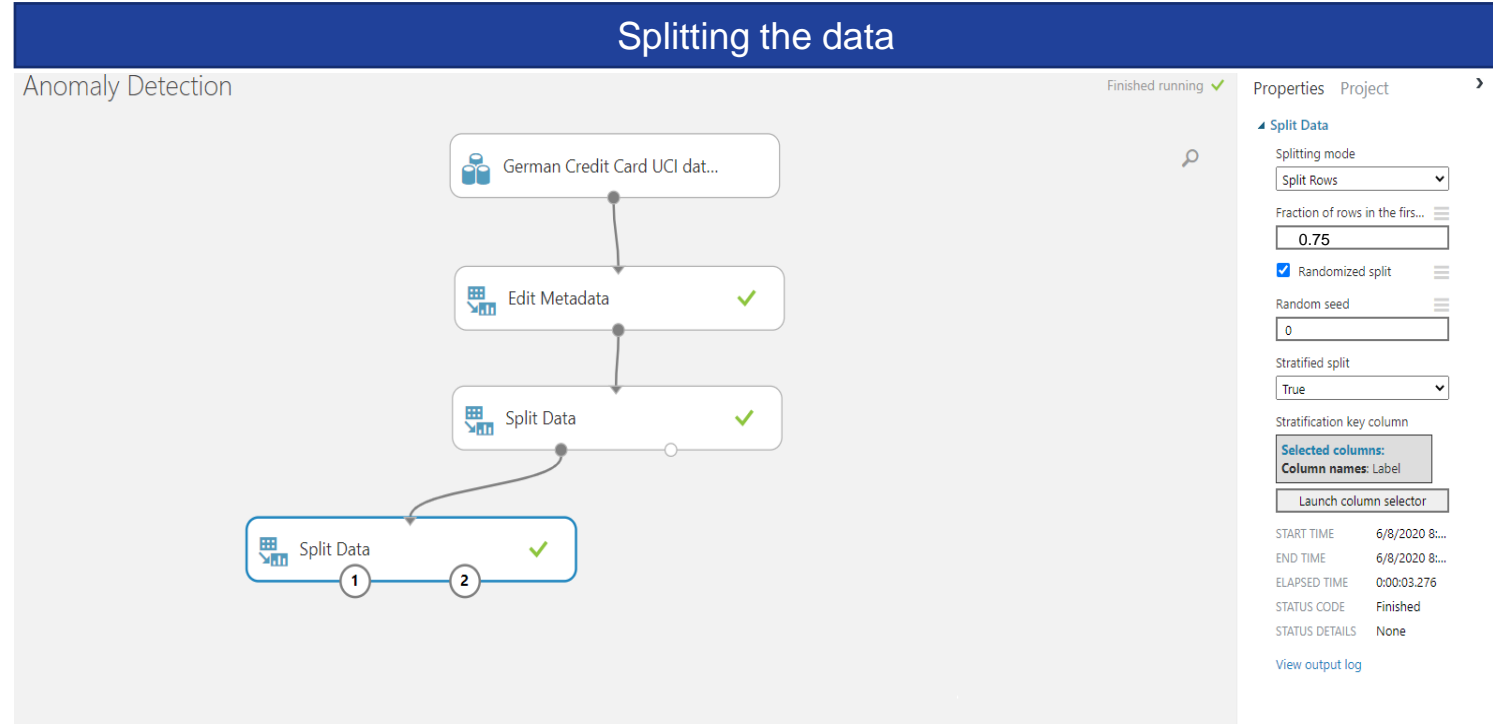 Splitting the data
Anomaly Detection
Finished running
German Credit Card UCI dat...
Edit Metadata
Split Data
Split Data
1
2
Properties Project
Split Data
Splitting mode
Split Rows
Fraction of rows in the firs...
0.75
Randomized split
Random seed
0
Stratified split
True
Stratification key column
Selected columns:
Column names: Label
Launch column selector
START TIME 6/8/2020 8:...
END TIME 6/8/2020 8:...
ELAPSED TIME 0:00:03.276
STATUS CODE Finished
STATUS DETAILS None
View output log